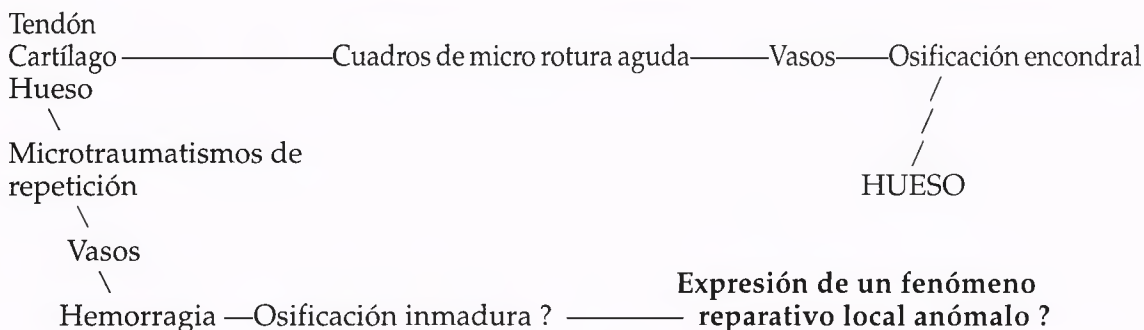 Tendón
Cartílago — Cuadros de micro rotura aguda — Vasos — Osificación encondral
Hueso
Microtraumatismos de
repetición
HUESO
Vasos
Hemorragia — Osificación inmadura ? — Expresión de un fenómeno
reparativo local anómalo ?